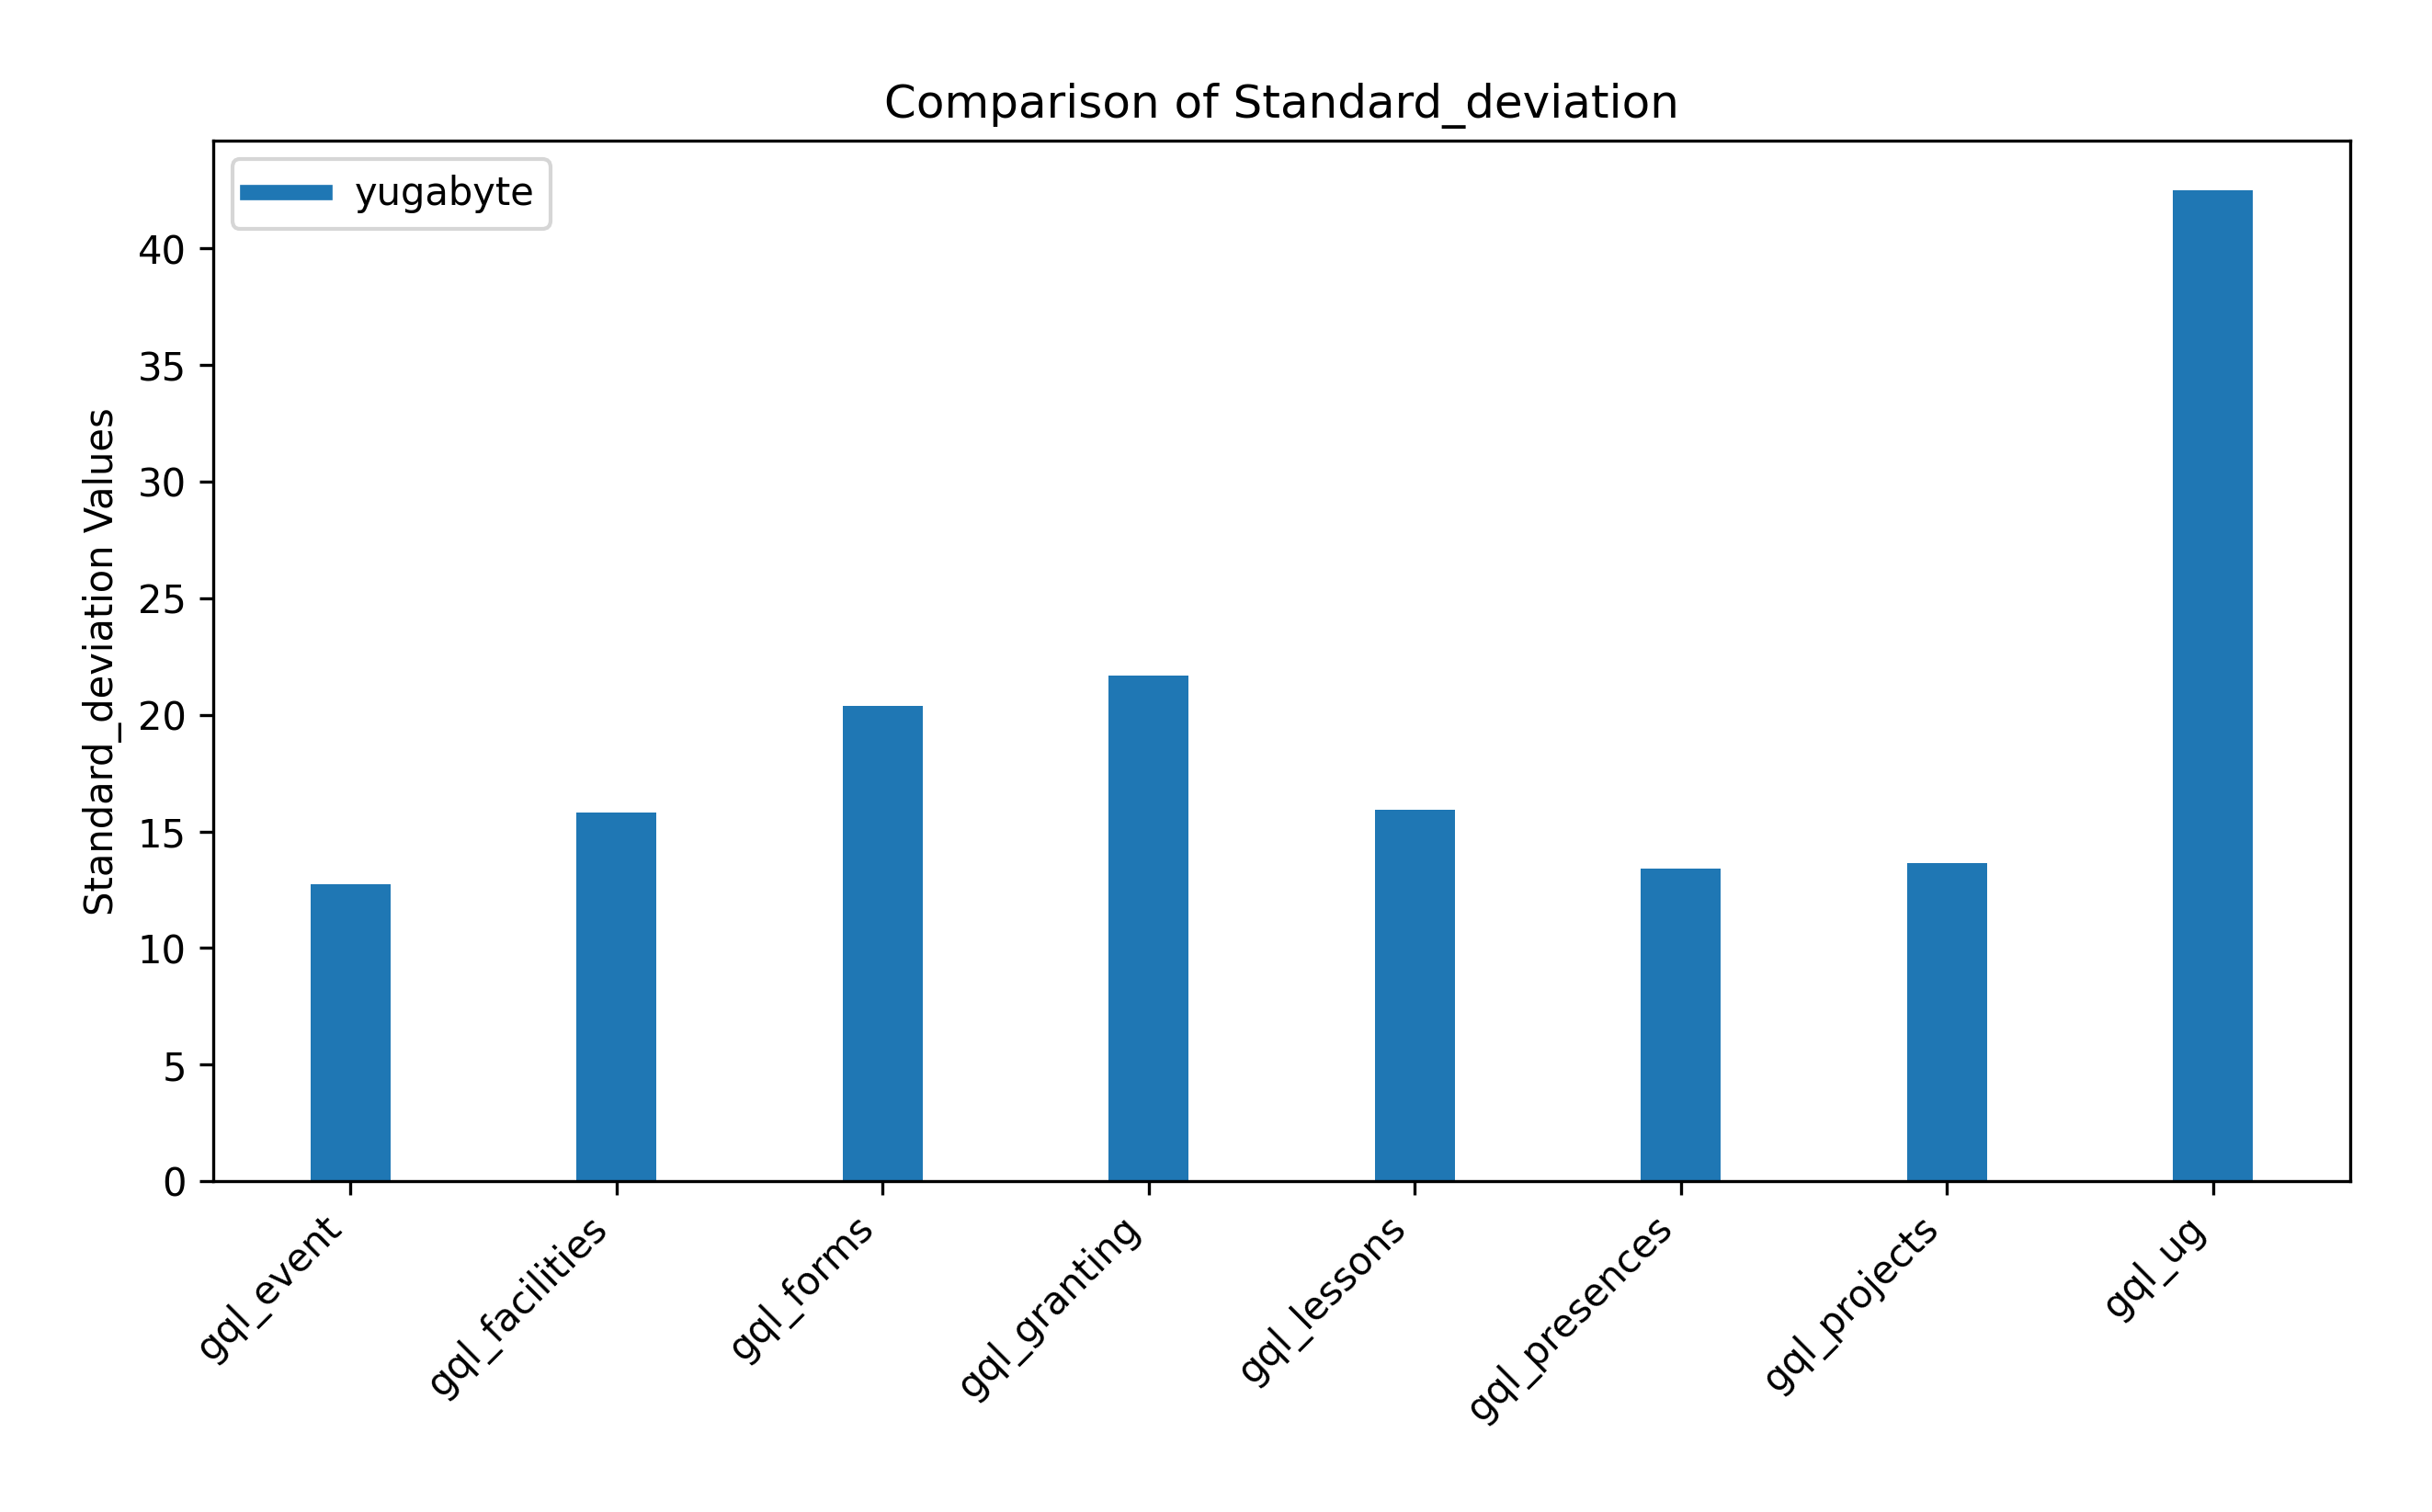 Comparison of Standard_deviation
yugabyte
Standard_deviation Values
40
35
30
25
20
15
10
5
0
gql_event
gql_facilities
gql_forms
gql_granting
gql_lessons
gql_presences
gql_projects
gql_ug